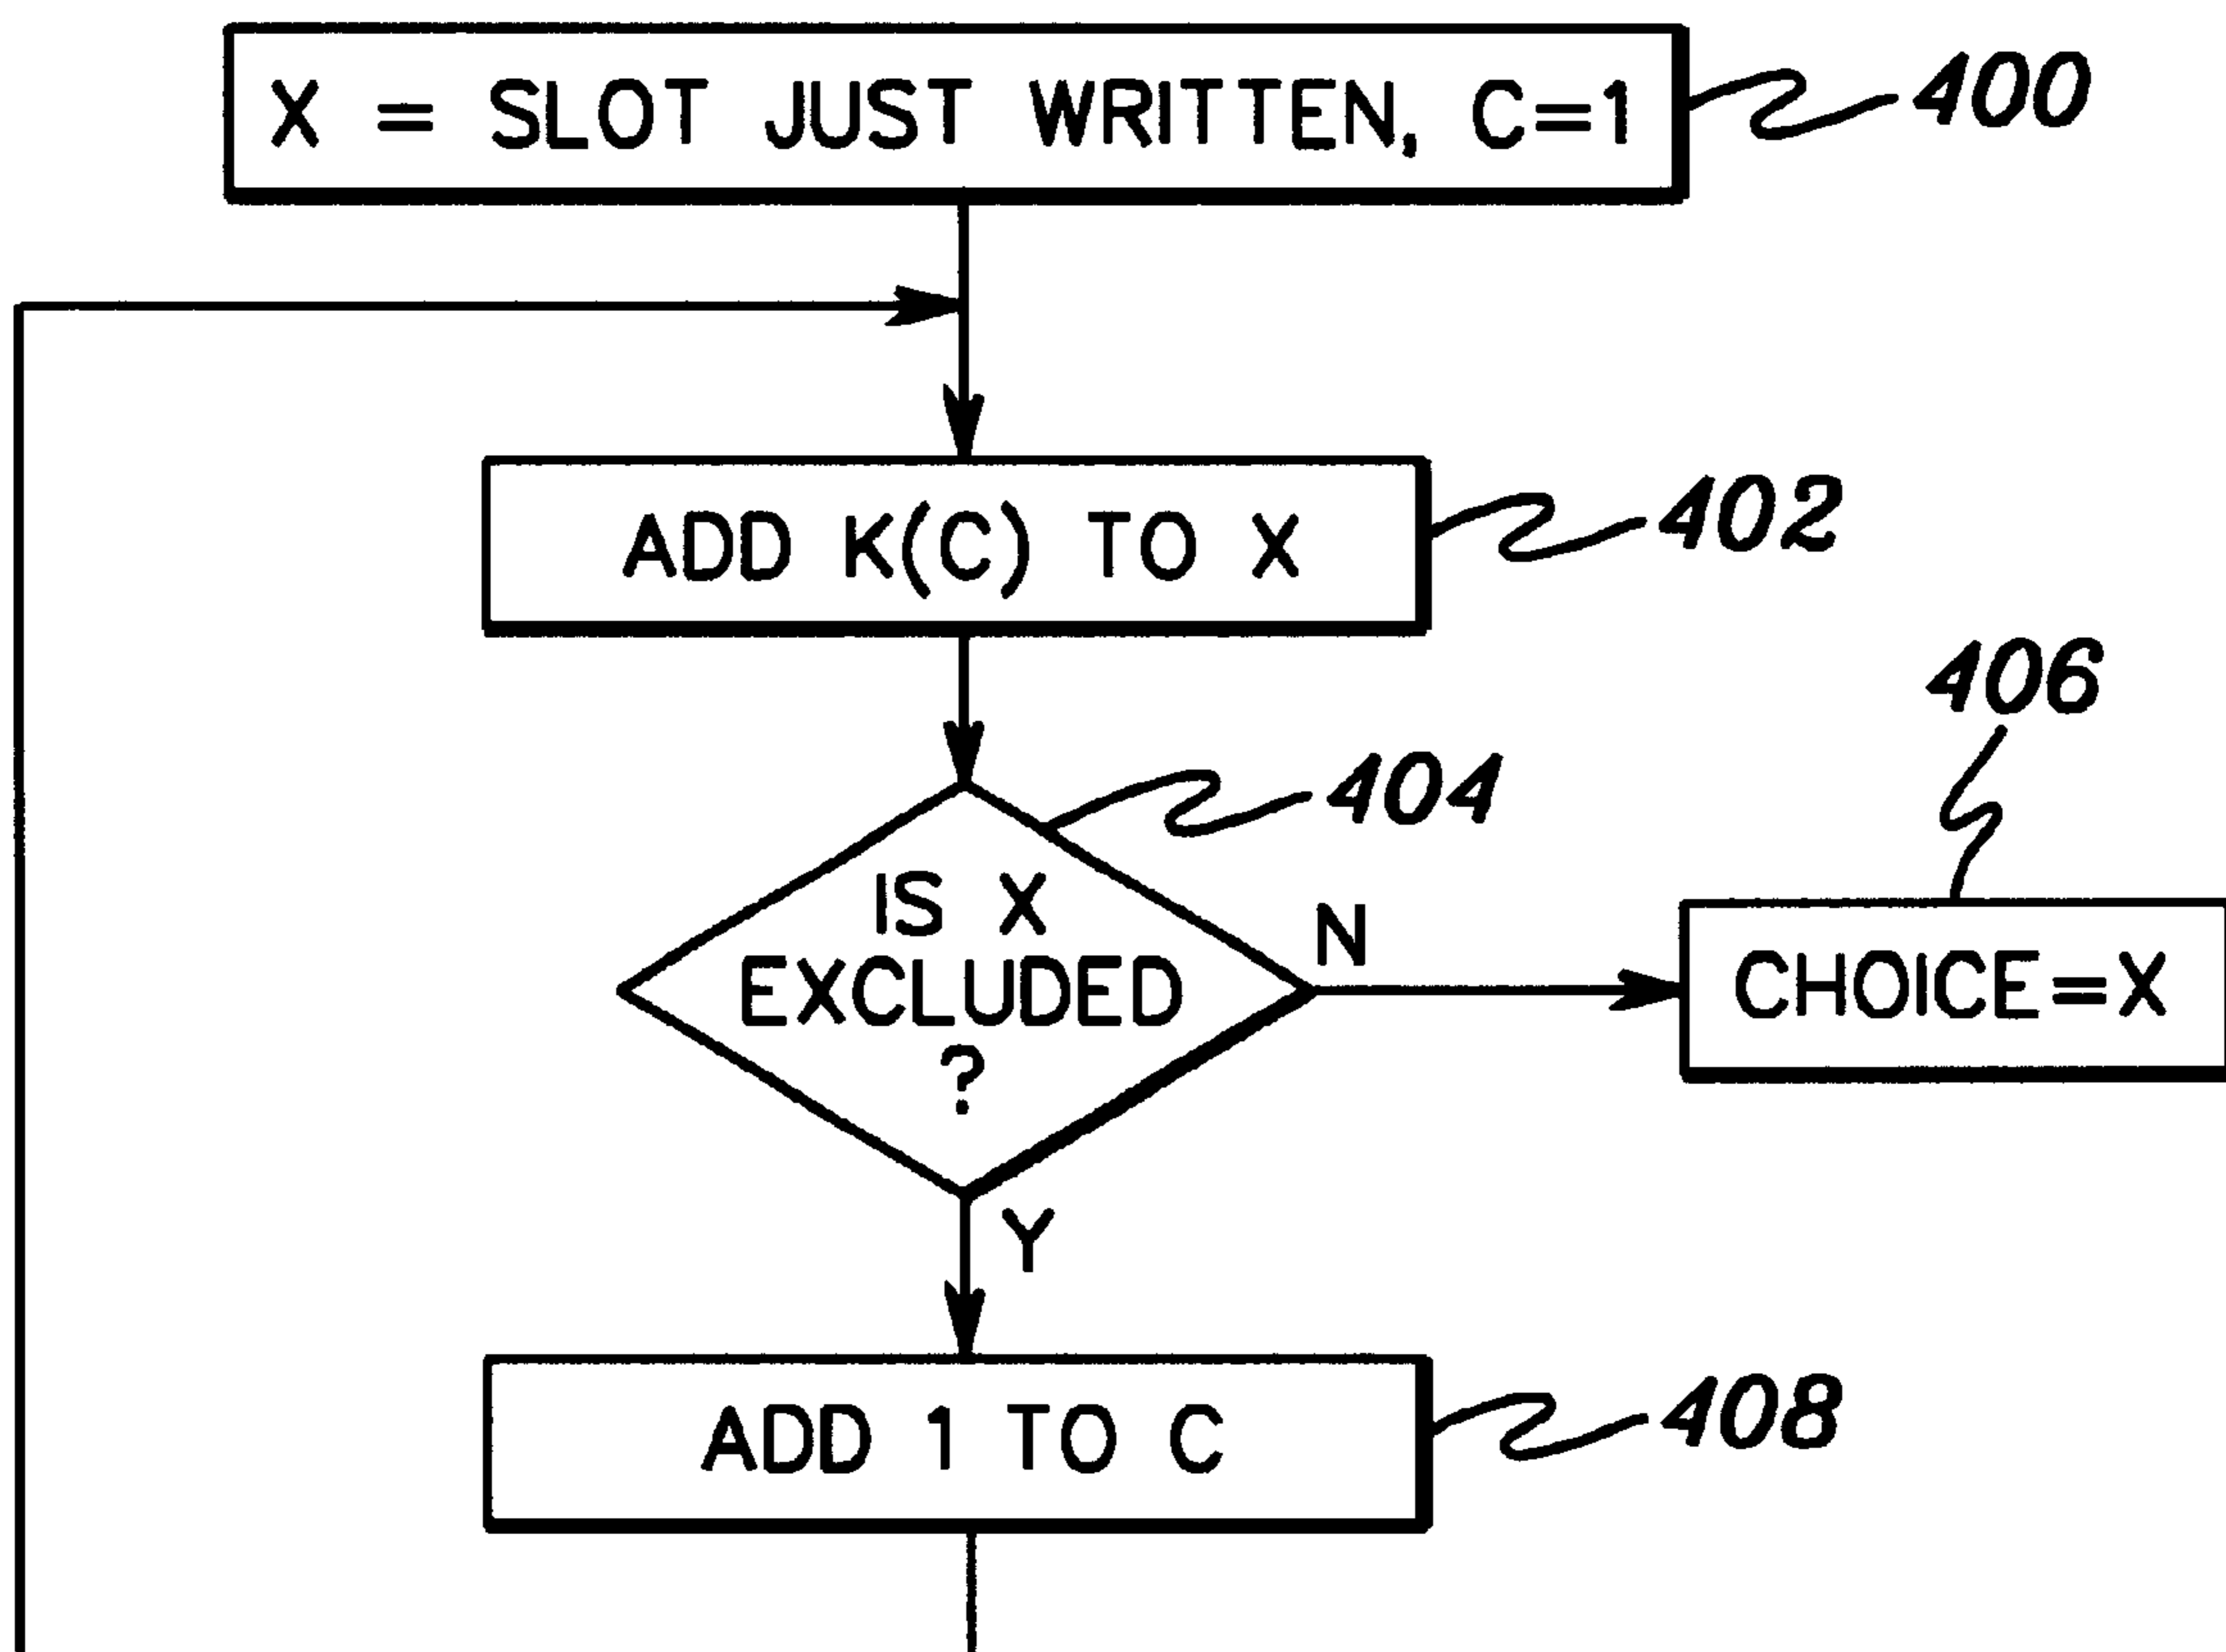 X = SLOT JUST WRITTEN, C=1
400
ADD K(C) TO X
402
406
404
IS X
EXCLUDED
?
N
CHOICE=X
Y
ADD 1 TO C
408